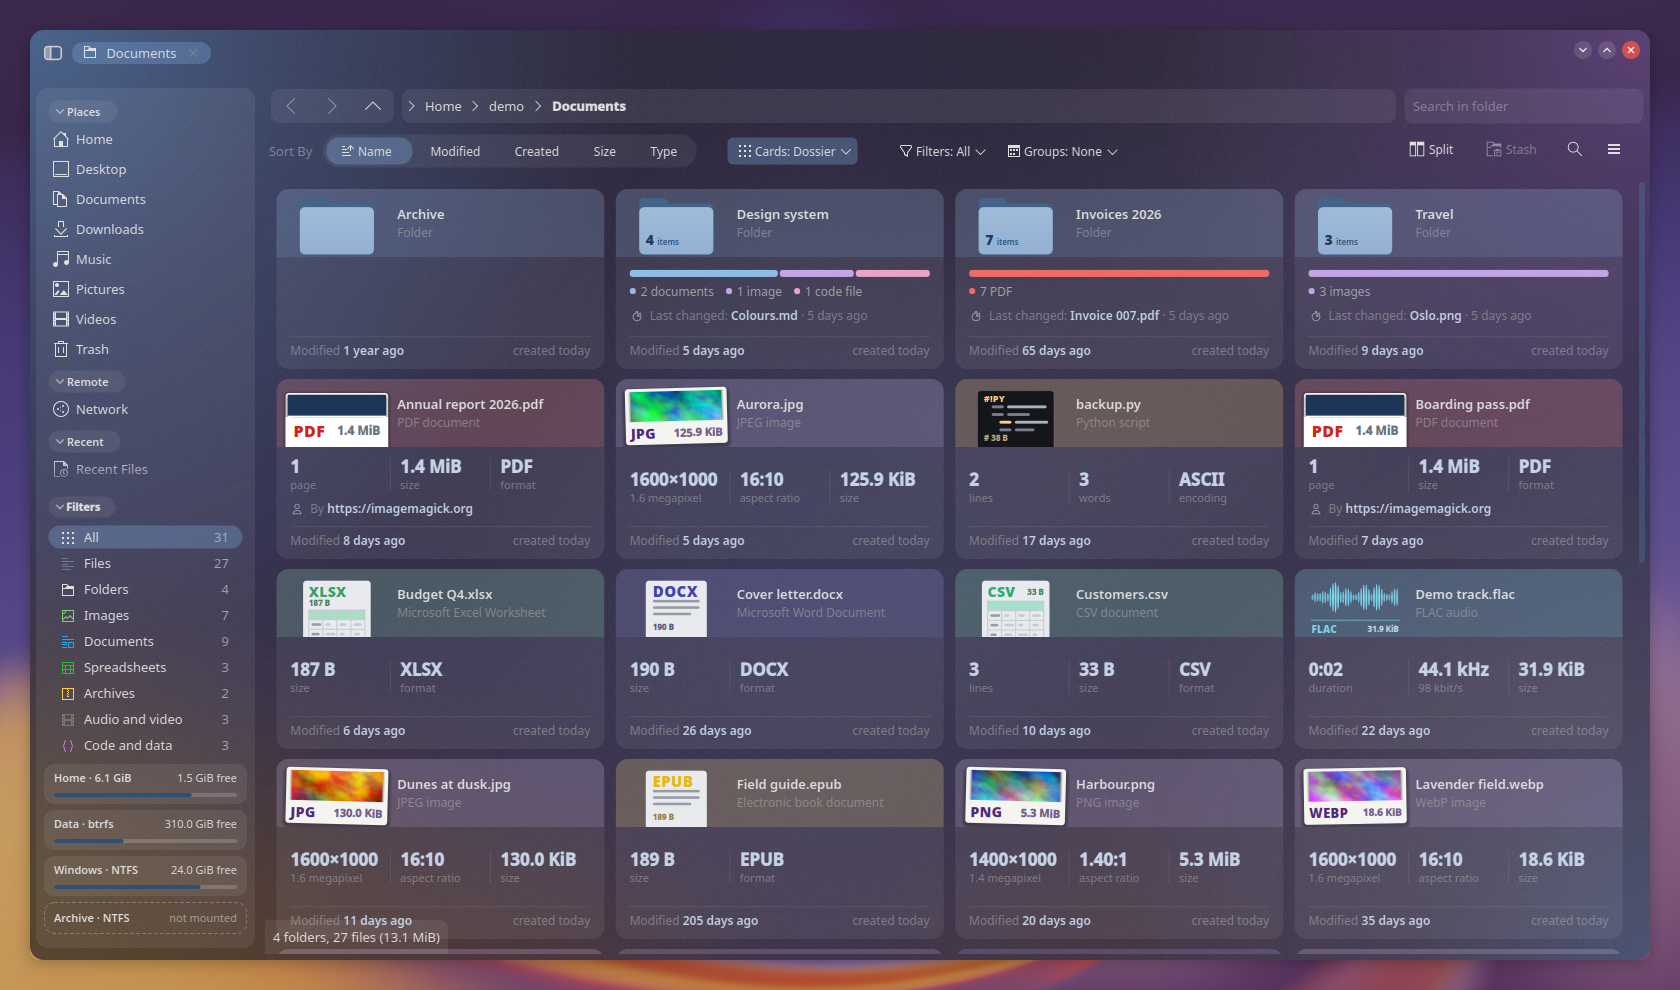 Documents
Places
Home
Desktop
Documents
Downloads
Music
Pictures
Videos
Trash
Remote
Network
Recent
Recent Files
Filters
All 31
Files 27
Folders 4
Images 7
Documents 9
Spreadsheets 3
Archives 2
Audio and video 3
Code and data 3
Home · 6.1 GiB 1.5 GiB free
Data · btrfs 310.0 GiB free
Windows · NTFS 24.0 GiB free
Archive · NTFS not mounted
Home demo Documents
Search in folder
Sort By Name Modified Created Size Type Cards: Dossier Filters: All Groups: None Split Stash
Archive
Folder
Modified 1 year ago created today
4 items
Design system
Folder
2 documents 1 image 1 code file
Last changed: Colours.md · 5 days ago
Modified 5 days ago created today
7 items
Invoices 2026
Folder
7 PDF
Last changed: Invoice 007.pdf · 5 days ago
Modified 65 days ago created today
3 items
Travel
Folder
3 images
Last changed: Oslo.png · 5 days ago
Modified 9 days ago created today
PDF 1.4 MiB
Annual report 2026.pdf
PDF document
1 1.4 MiB PDF
page size format
By https://imagemagick.org
Modified 8 days ago created today
JPG 125.9 KiB
Aurora.jpg
JPEG image
1600×1000 16:10 125.9 KiB
1.6 megapixel aspect ratio size
Modified 5 days ago created today
#!PY
# 38 B
backup.py
Python script
2 3 ASCII
lines words encoding
Modified 17 days ago created today
PDF 1.4 MiB
Boarding pass.pdf
PDF document
1 1.4 MiB PDF
page size format
By https://imagemagick.org
Modified 7 days ago created today
XLSX
187 B
Budget Q4.xlsx
Microsoft Excel Worksheet
187 B XLSX
size format
Modified 6 days ago created today
DOCX
190 B
Cover letter.docx
Microsoft Word Document
190 B DOCX
size format
Modified 26 days ago created today
CSV 33 B
Customers.csv
CSV document
3 33 B CSV
lines size format
Modified 10 days ago created today
FLAC 31.9 KiB
Demo track.flac
FLAC audio
0:02 44.1 kHz 31.9 KiB
duration 98 kbit/s size
Modified 22 days ago created today
JPG 130.0 KiB
Dunes at dusk.jpg
JPEG image
1600×1000 16:10 130.0 KiB
1.6 megapixel aspect ratio size
Modified 11 days ago created today
EPUB
189 B
Field guide.epub
Electronic book document
189 B EPUB
size format
Modified 205 days ago created today
PNG 5.3 MiB
Harbour.png
PNG image
1400×1000 1.40:1 5.3 MiB
1.4 megapixel aspect ratio size
Modified 20 days ago created today
WEBP 18.6 KiB
Lavender field.webp
WebP image
1600×1000 16:10 18.6 KiB
1.6 megapixel aspect ratio size
Modified 35 days ago created today
4 folders, 27 files (13.1 MiB)